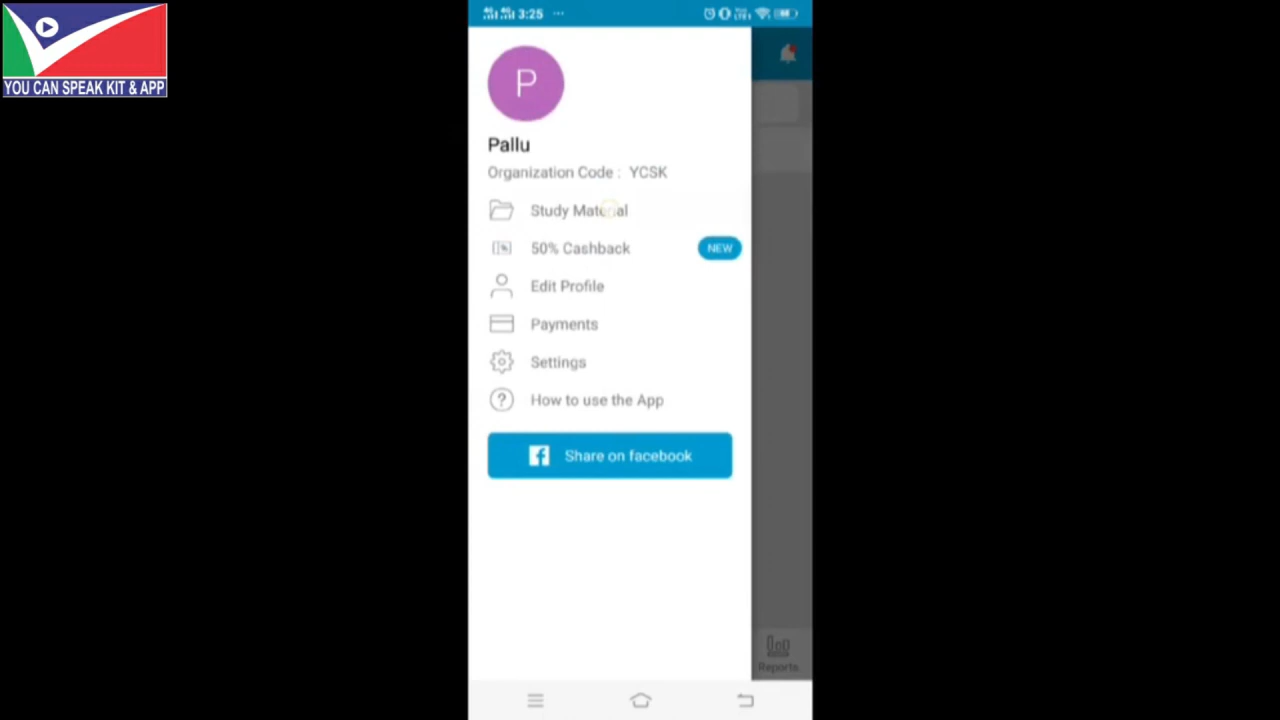 YOU CAN SPEAK KIT & APP
3:25 ...
P
Pallu
Organization Code : YCSK
Study Material
50% Cashback NEW
Edit Profile
Payments
Settings
? How to use the App
f Share on facebook
Reports